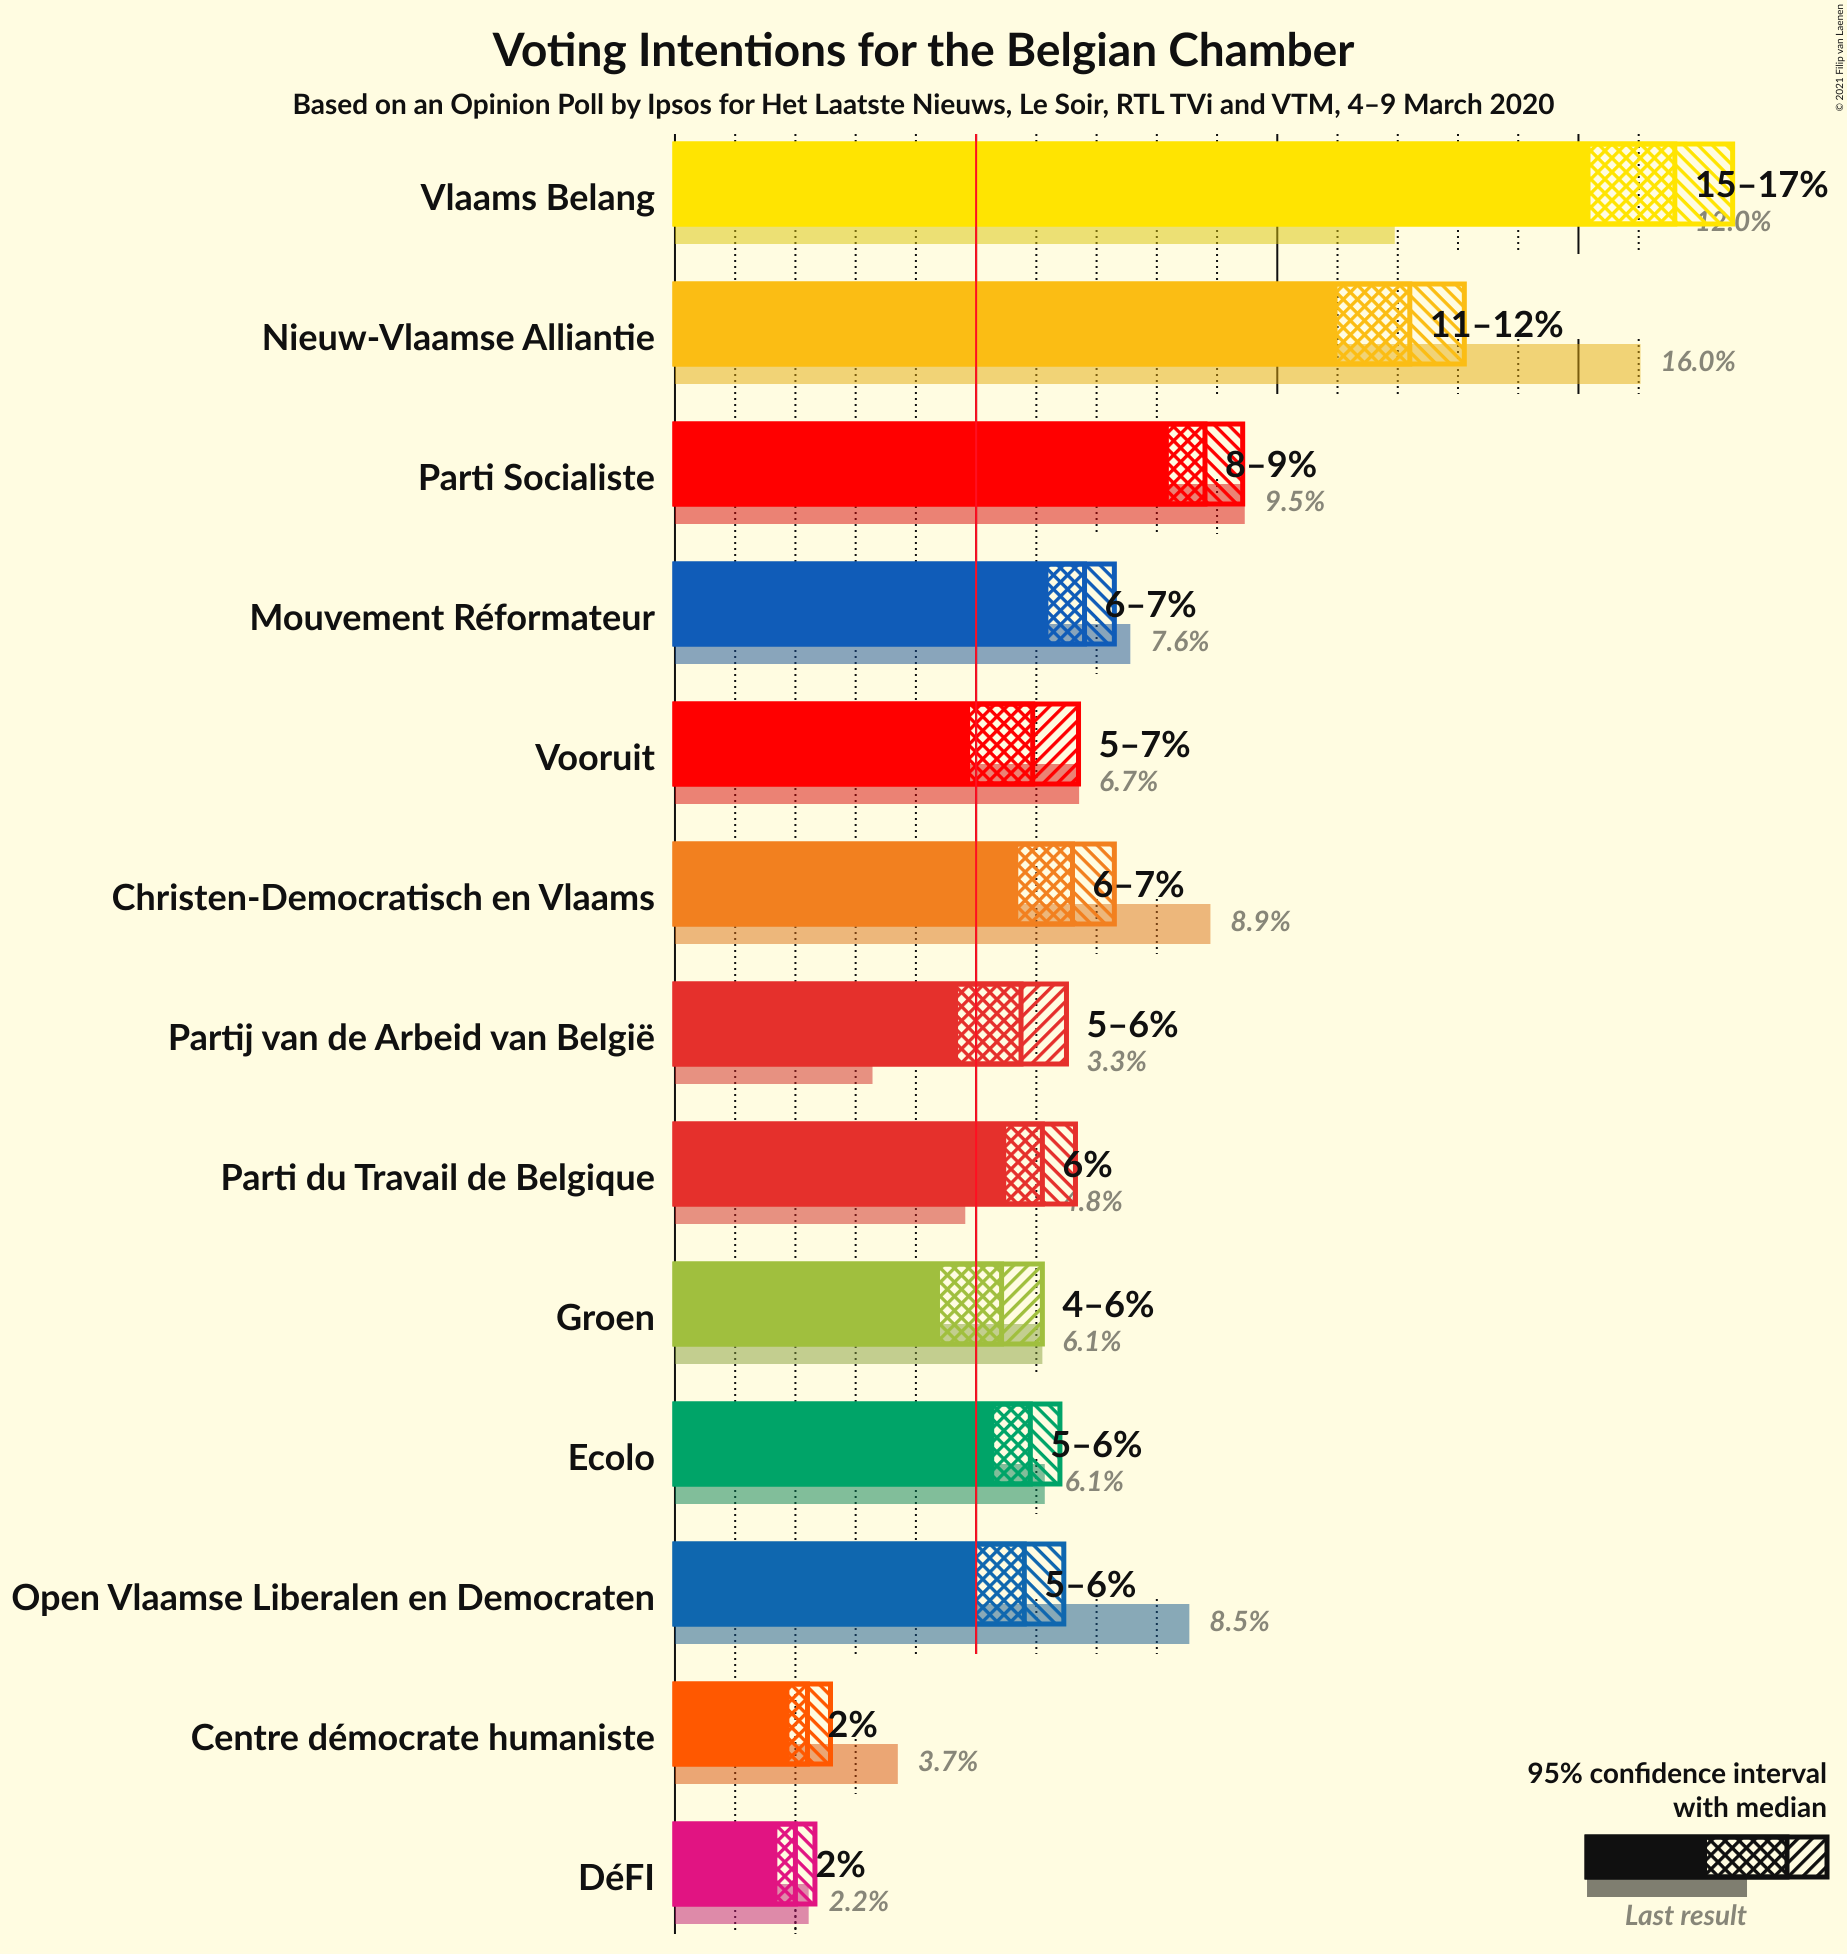 Voting Intentions for the Belgian Chamber
Based on an Opinion Poll by Ipsos for Het Laatste Nieuws, Le Soir, RTL TVi and VTM, 4–9 March 2020
© 2021 Filip van Laenen
Vlaams Belang
15–17%
12.0%
Nieuw-Vlaamse Alliantie
11–12%
16.0%
Parti Socialiste
8–9%
9.5%
Mouvement Réformateur
6–7%
7.6%
Vooruit
5–7%
6.7%
Christen-Democratisch en Vlaams
6–7%
8.9%
Partij van de Arbeid van België
5–6%
3.3%
Parti du Travail de Belgique
6%
4.8%
Groen
4–6%
6.1%
Ecolo
5–6%
6.1%
Open Vlaamse Liberalen en Democraten
5–6%
8.5%
Centre démocrate humaniste
2%
3.7%
DéFI
2%
2.2%
95% confidence interval
with median
Last result